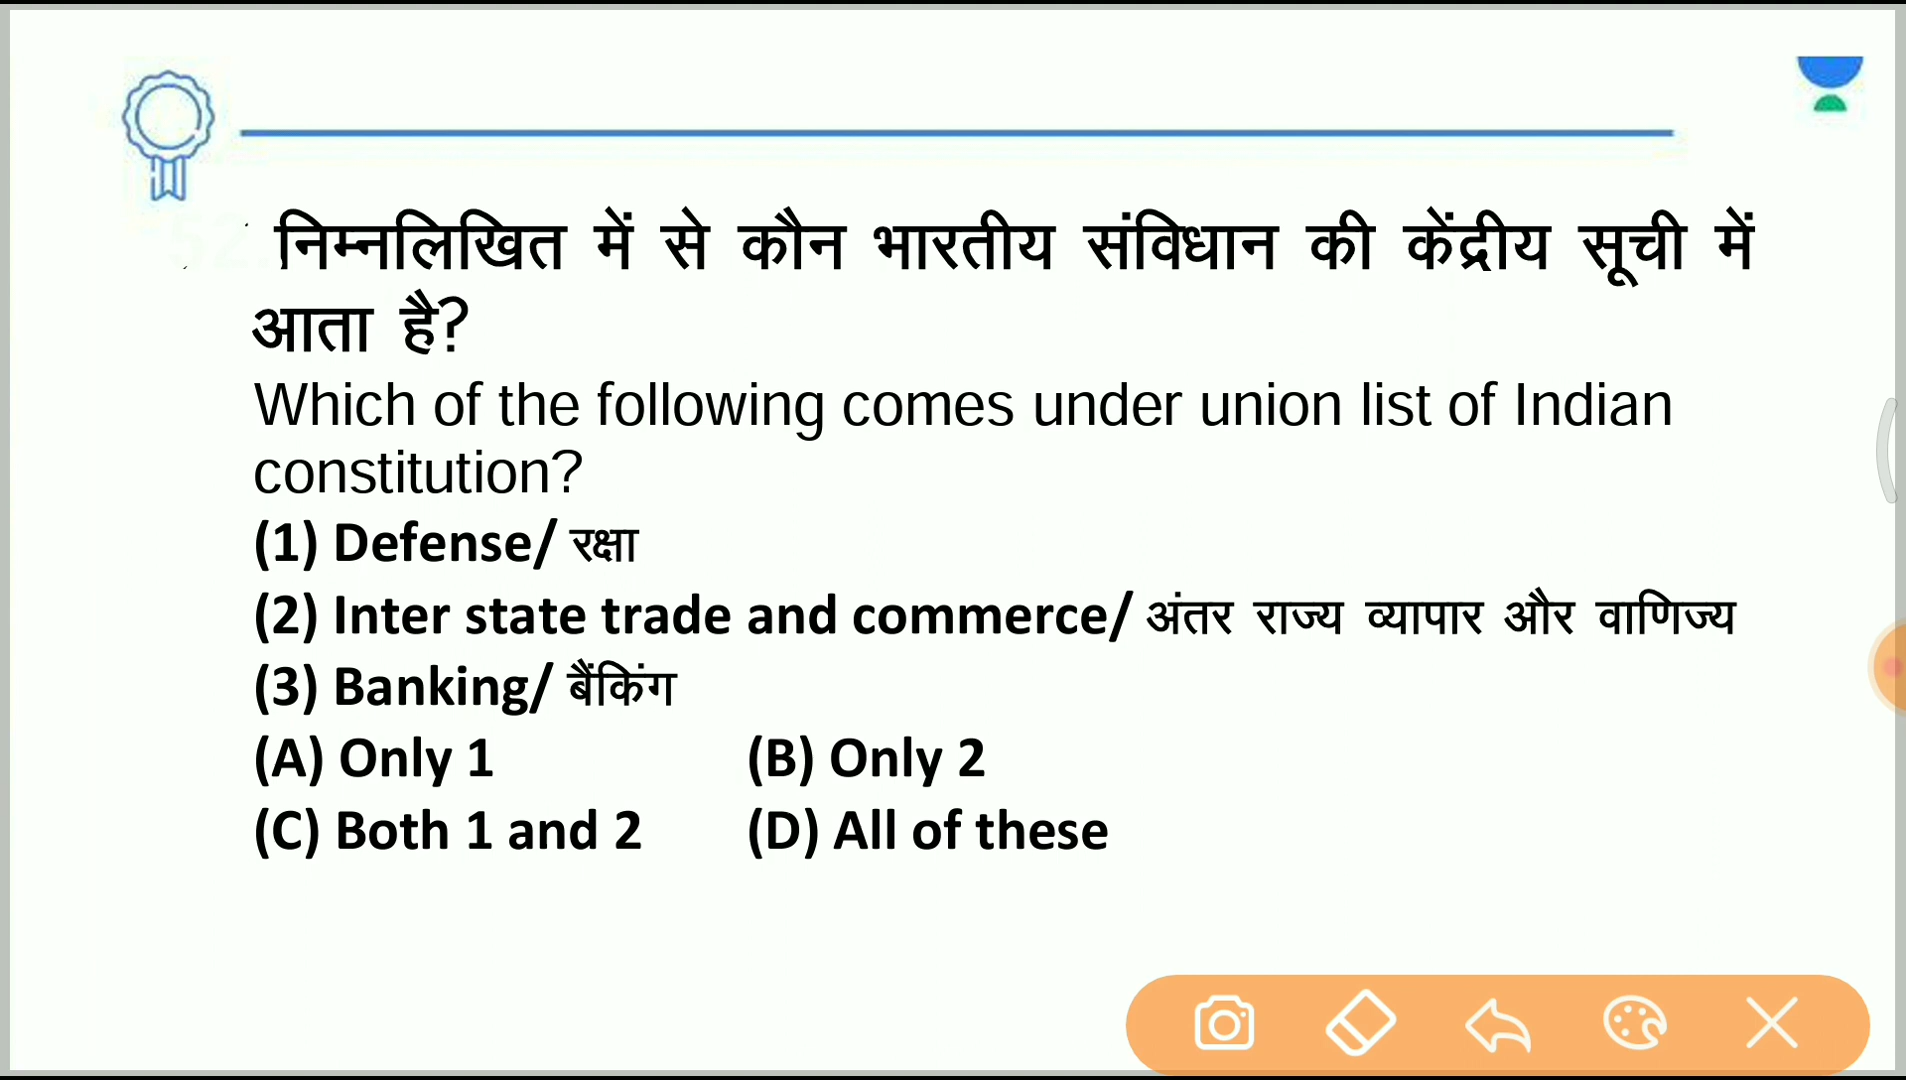 निम्नलिखित में से कौन भारतीय संविधान की केंद्रीय सूची में
आता है?
Which of the following comes under union list of Indian
constitution?
(1) Defense/ रक्षा
(2) Inter state trade and commerce/ अंतर राज्य व्यापार और वाणिज्य
(3) Banking/ बैंकिंग
(A) Only 1 (B) Only 2
(C) Both 1 and 2 (D) All of these